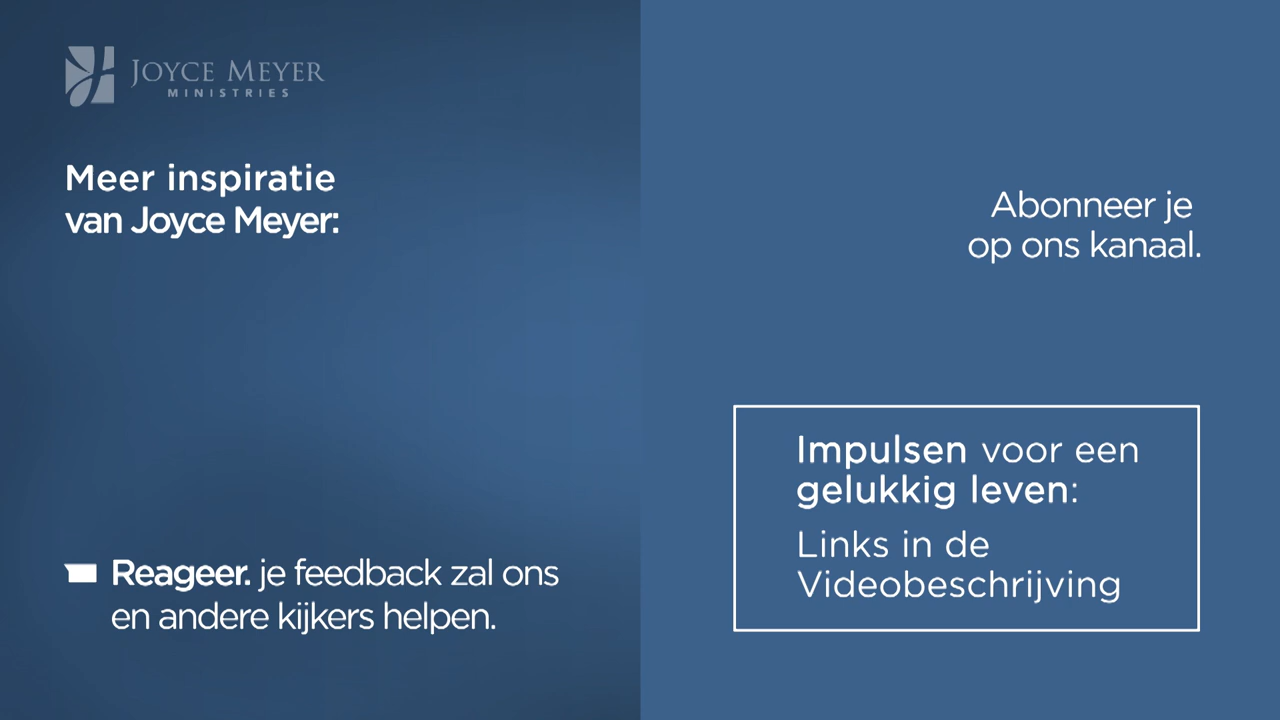 JOYCE MEYER
MINISTRIES
Meer inspiratie
van Joyce Meyer:
Abonneer je
op ons kanaal.
Impulsen voor een
gelukkig leven:
Links in de
Videobeschrijving
Reageer. je feedback zal ons
en andere kijkers helpen.